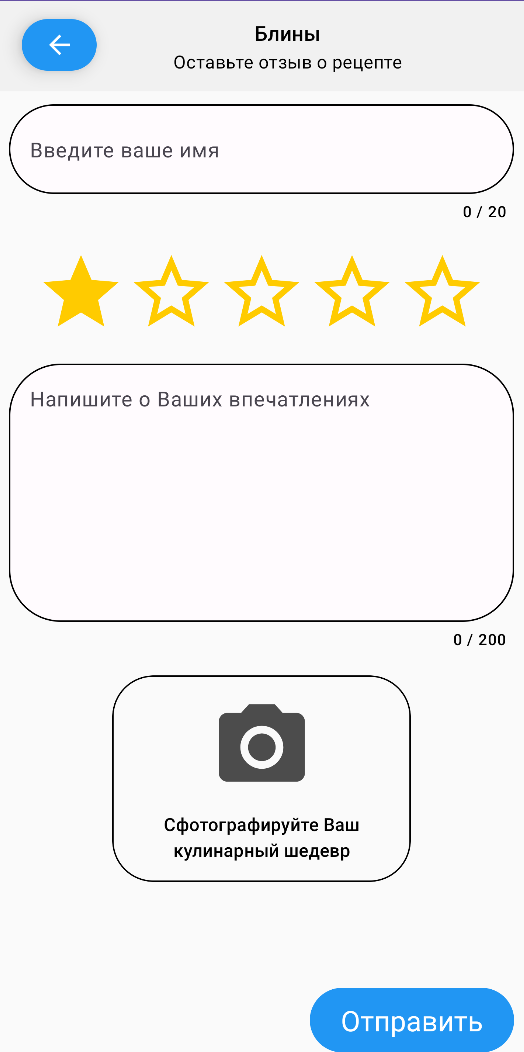 Блины
Оставьте отзыв о рецепте
Введите ваше имя
0 / 20
Напишите о Ваших впечатлениях
0 / 200
Сфотографируйте Ваш
кулинарный шедевр
Отправить